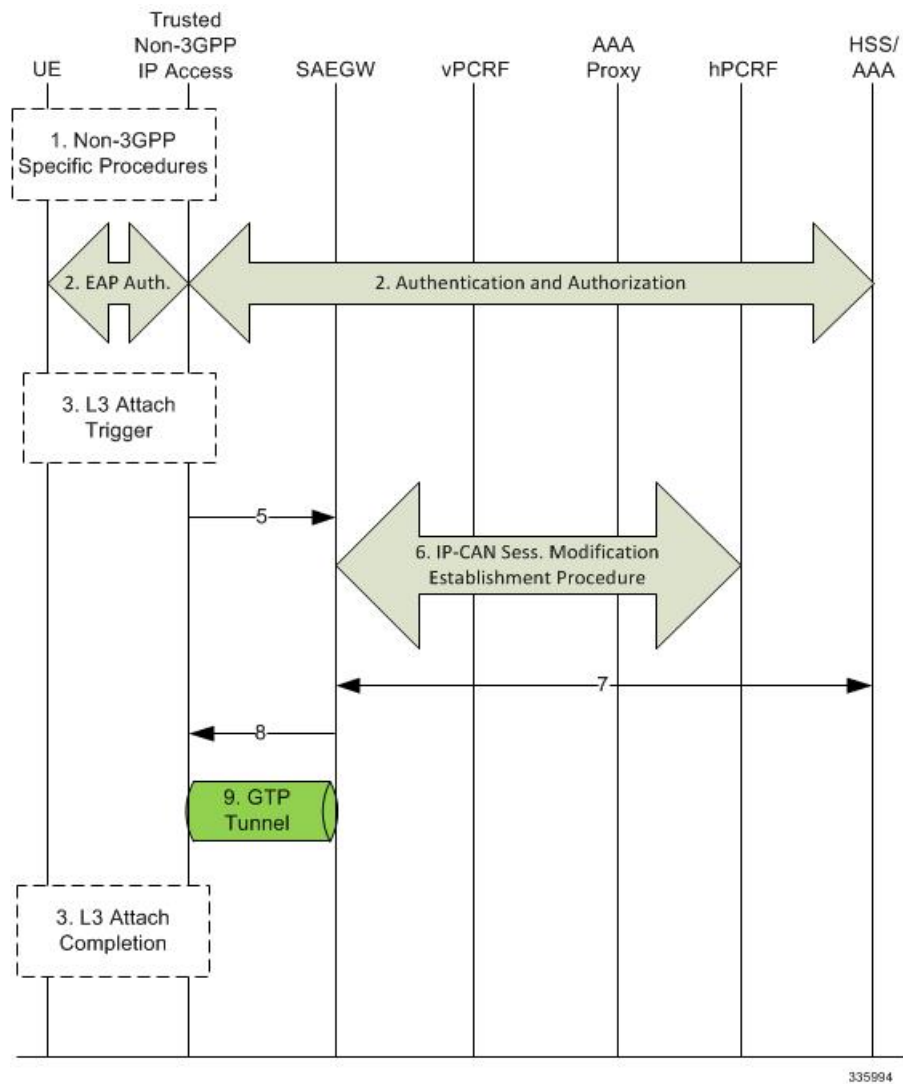 UE
Trusted
Non-3GPP
IP Access
SAEGW
vPCRF
AAA
Proxy
hPCRF
HSS/
AAA
1. Non-3GPP
Specific Procedures
2. EAP Auth.
2. Authentication and Authorization
3. L3 Attach
Trigger
5
6. IP-CAN Sess. Modification
Establishment Procedure
7
8
9. GTP
Tunnel
3. L3 Attach
Completion
335994